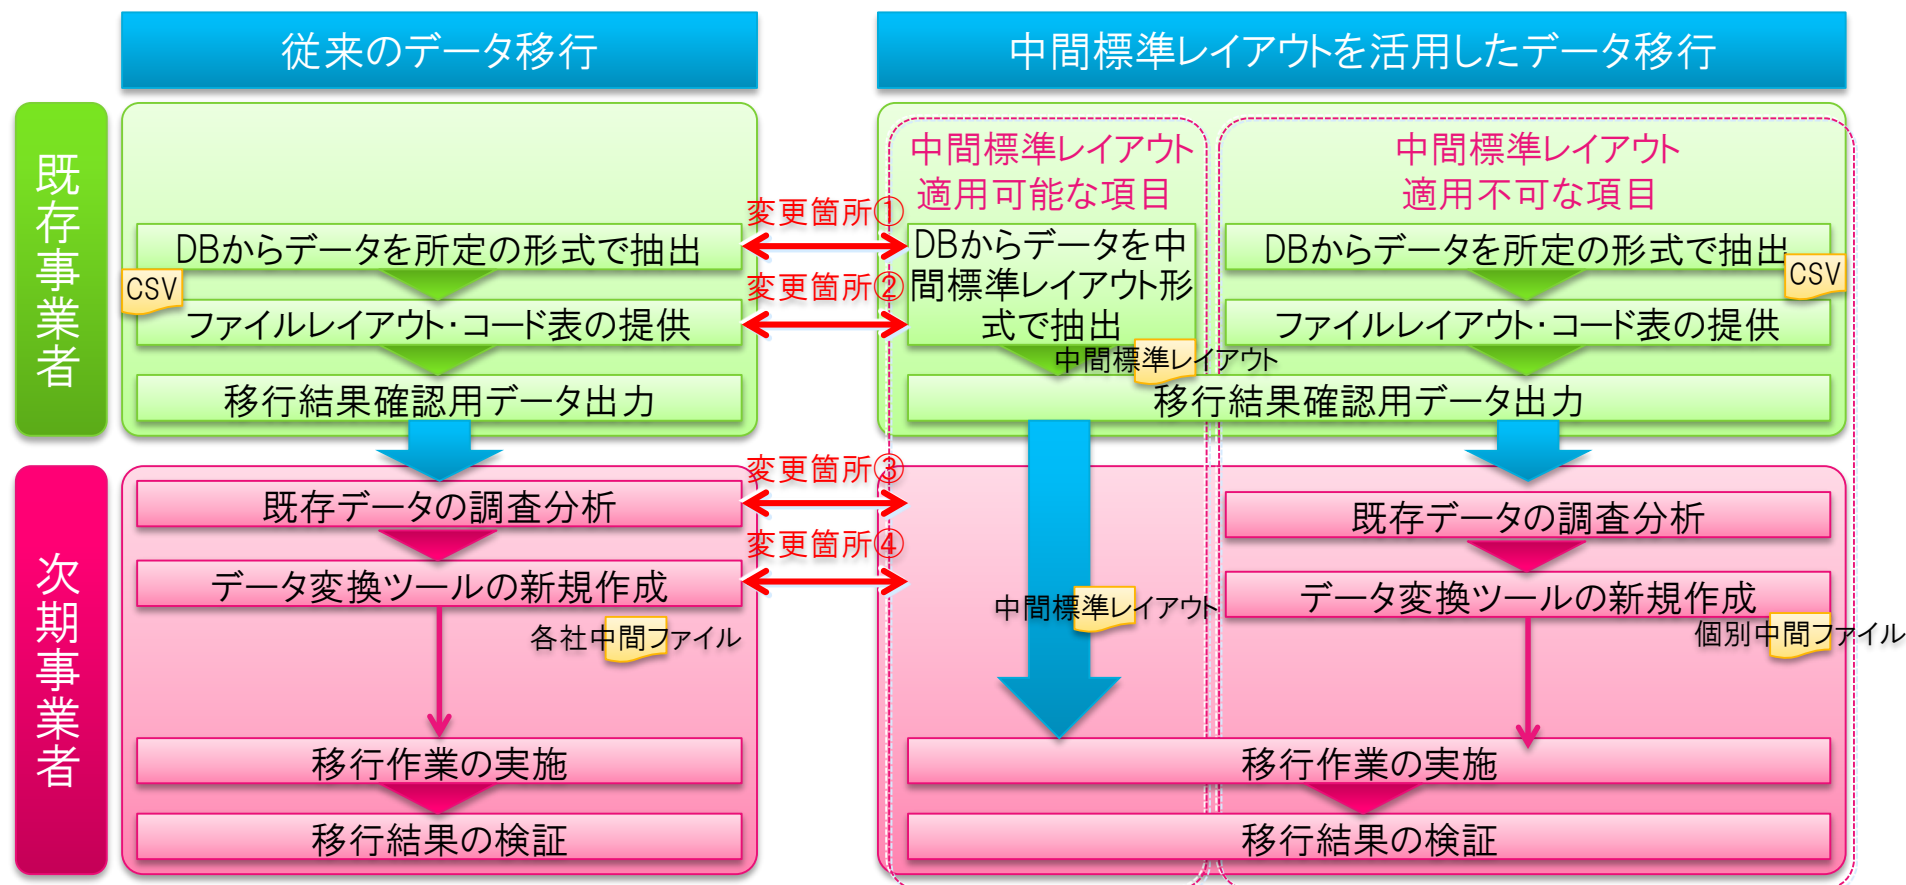 従来のデータ移行
中間標準レイアウトを活用したデータ移行
既存事業者
中間標準レイアウト
適用可能な項目
中間標準レイアウト
適用不可な項目
変更箇所①
DBからデータを所定の形式で抽出
DBからデータを中
間標準レイアウト形
式で抽出
DBからデータを所定の形式で抽出
CSV
CSV
変更箇所②
ファイルレイアウト・コード表の提供
ファイルレイアウト・コード表の提供
中間標準レイアウト
移行結果確認用データ出力
移行結果確認用データ出力
次期事業者
変更箇所③
既存データの調査分析
既存データの調査分析
変更箇所④
データ変換ツールの新規作成
データ変換ツールの新規作成
中間標準レイアウト
各社中間ファイル
個別中間ファイル
移行作業の実施
移行作業の実施
移行結果の検証
移行結果の検証